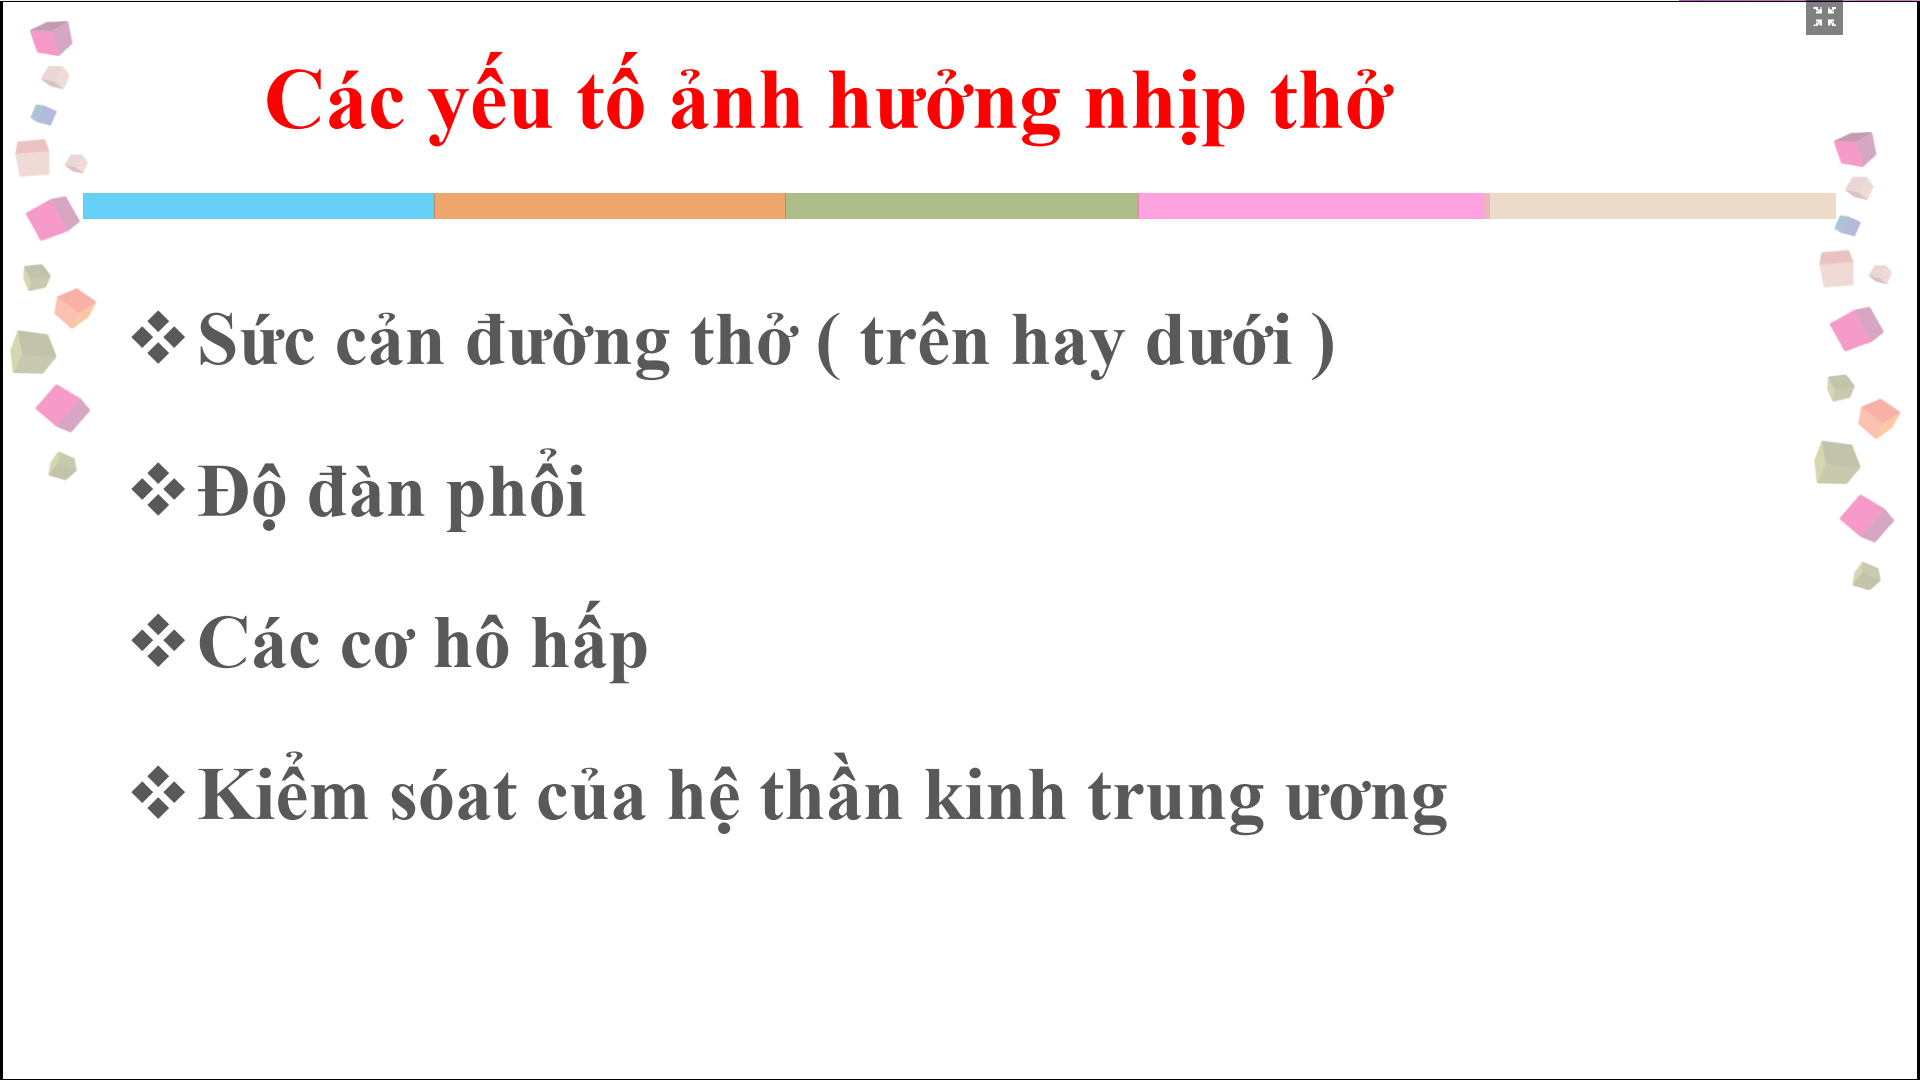 Các yếu tố ảnh hưởng nhịp thở
❖Sức cản đường thở ( trên hay dưới )
❖Độ đàn phổi
❖Các cơ hô hấp
❖Kiểm sóat của hệ thần kinh trung ương